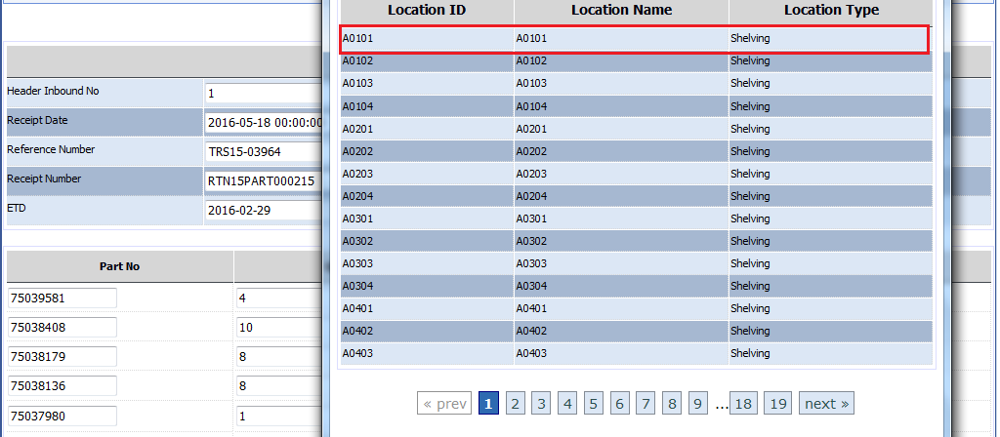 Location ID Location Name Location Type
A0101 A0101 Shelving
A0102 A0102 Shelving
A0103 A0103 Shelving
A0104 A0104 Shelving
A0201 A0201 Shelving
A0202 A0202 Shelving
A0203 A0203 Shelving
A0204 A0204 Shelving
A0301 A0301 Shelving
A0302 A0302 Shelving
A0303 A0303 Shelving
A0304 A0304 Shelving
A0401 A0401 Shelving
A0402 A0402 Shelving
A0403 A0403 Shelving
« prev 1 2 3 4 5 6 7 8 9 ...18 19 next »
Header Inbound No 1
Receipt Date 2016-05-18 00:00:00
Reference Number TRS15-03964
Receipt Number RTN15PART000215
ETD 2016-02-29
Part No
75039581 4
75038408 10
75038179 8
75038136 8
75037980 1